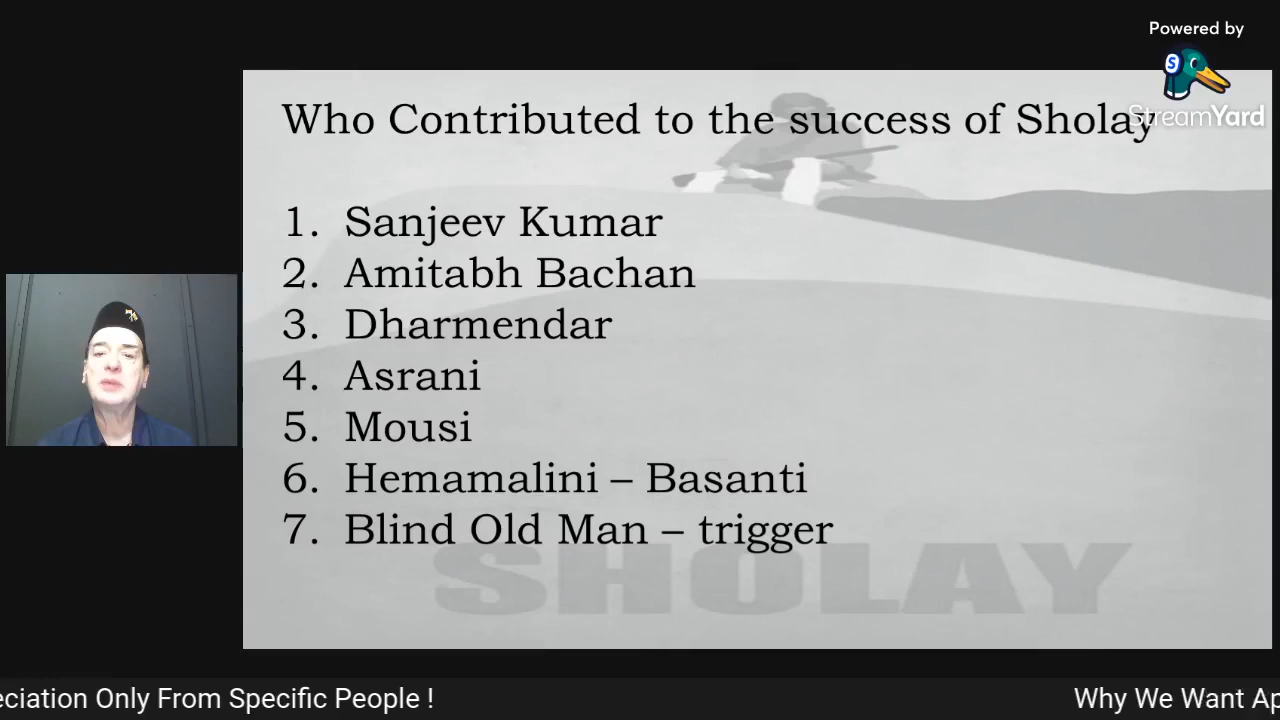 Powered by
StreamYard
Who Contributed to the success of Sholay
1. Sanjeev Kumar
2. Amitabh Bachan
3. Dharmendar
4. Asrani
5. Mousi
6. Hemamalini – Basanti
7. Blind Old Man – trigger
SHOLAY
eciation Only From Specific People ! Why We Want Ap